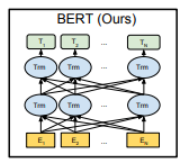 BERT (Ours)
T1 T2 ... TN
Trm Trm ... Trm
Trm Trm ... Trm
E1 E2 ... EN